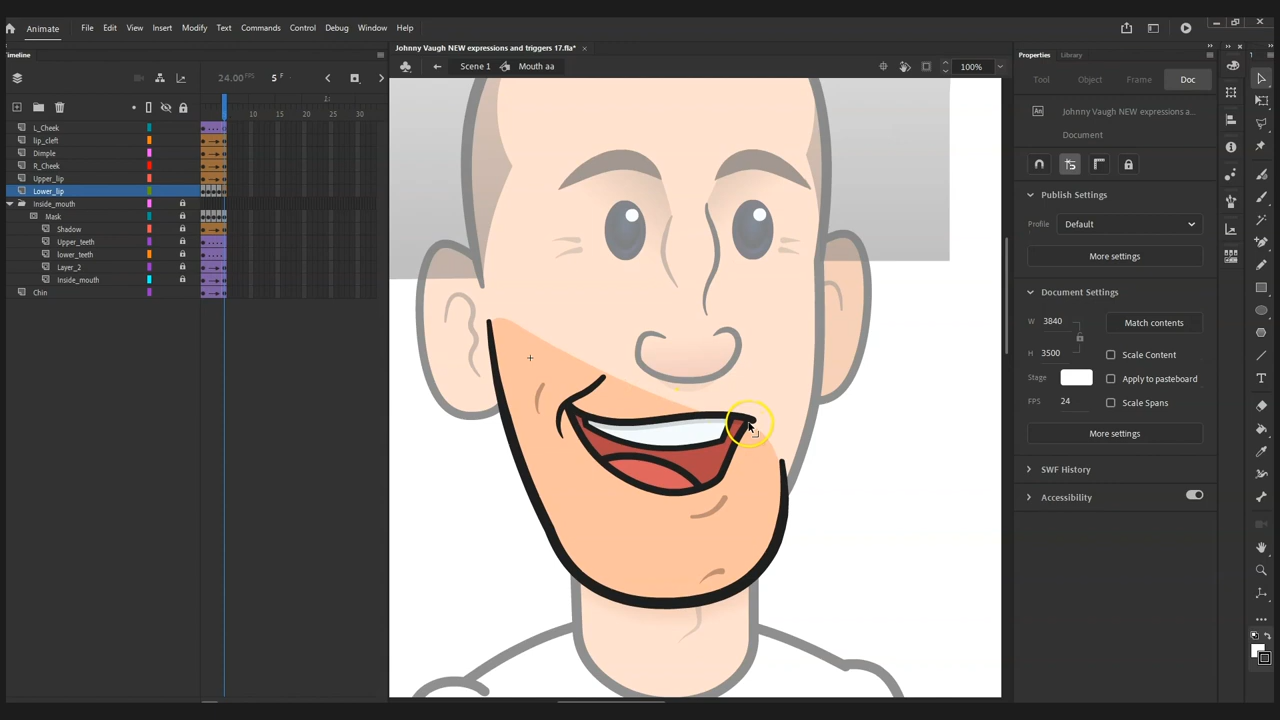 Animate File Edit View Insert Modify Text Commands Control Debug Window Help
Timeline
Johnny Vaugh NEW expressions and triggers 17.fla* ×
Properties Library
24.00 FPS 5 F
Scene 1 Mouth aa 100%
Tool Object Frame Doc
1s
10 15 20 25 30
An Johnny Vaugh NEW expressions a...
Document
L_Cheek
lip_cleft
Dimple
R_Cheek
Upper_lip
Lower_lip
Inside_mouth
Mask
Shadow
Upper_teeth
lower_teeth
Layer_2
Inside_mouth
Chin
Publish Settings
Profile Default
More settings
Document Settings
W 3840 Match contents
H 3500 Scale Content
Stage Apply to pasteboard
FPS 24 Scale Spans
More settings
SWF History
Accessibility